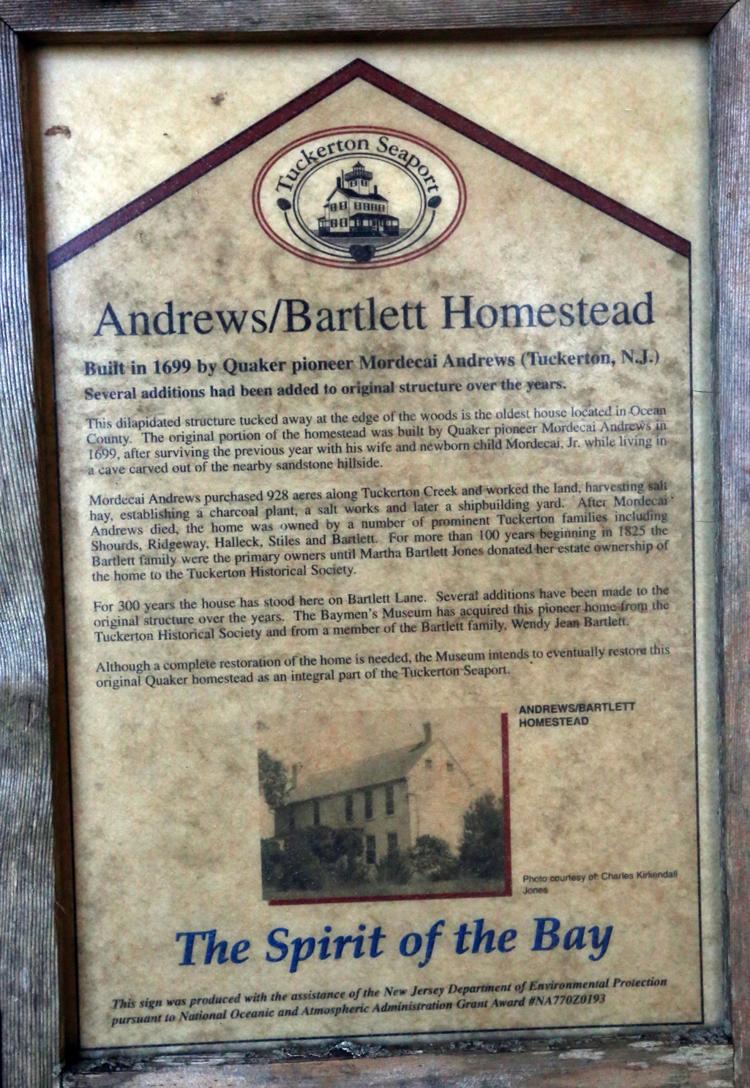 Tuckerton Seaport
Andrews/Bartlett Homestead
Built in 1699 by Quaker pioneer Mordecai Andrews (Tuckerton, N.J.)
Several additions had been added to original structure over the years.
This dilapidated structure tucked away at the edge of the woods is the oldest house located in Ocean
County. The original portion of the homestead was built by Quaker pioneer Mordecai Andrews in
1699, after surviving the previous year with his wife and newborn child Mordecai, Jr. while living in
a cave carved out of the nearby sandstone hillside.
Mordecai Andrews purchased 928 acres along Tuckerton Creek and worked the land, harvesting salt
hay, establishing a charcoal plant, a salt works and later a shipbuilding yard. After Mordecai
Andrews died, the home was owned by a number of prominent Tuckerton families including
Shourds, Ridgeway, Halleck, Stiles and Bartlett. For more than 100 years beginning in 1825 the
Bartlett family were the primary owners until Martha Bartlett Jones donated her estate ownership of
the home to the Tuckerton Historical Society.
For 300 years the house has stood here on Bartlett Lane. Several additions have been made to the
original structure over the years. The Baymen's Museum has acquired this pioneer home from the
Tuckerton Historical Society and from a member of the Bartlett family, Wendy Jean Bartlett.
Although a complete restoration of the home is needed, the Museum intends to eventually restore this
original Quaker homestead as an integral part of the Tuckerton Seaport.
ANDREWS/BARTLETT
HOMESTEAD
Photo courtesy of: Charles Kirkendall
Jones
The Spirit of the Bay
This sign was produced with the assistance of the New Jersey Department of Environmental Protection
pursuant to National Oceanic and Atmospheric Administration Grant Award #NA770Z0193